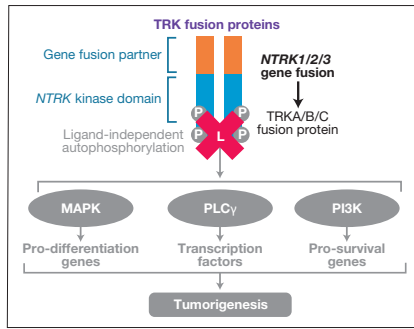 TRK fusion proteins
Gene fusion partner
NTRK1/2/3
gene fusion
NTRK kinase domain
TRKA/B/C
fusion protein
P P
P L P
Ligand-independent
autophosphorylation
MAPK
PLCγ
PI3K
Pro-differentiation
genes
Transcription
factors
Pro-survival
genes
Tumorigenesis